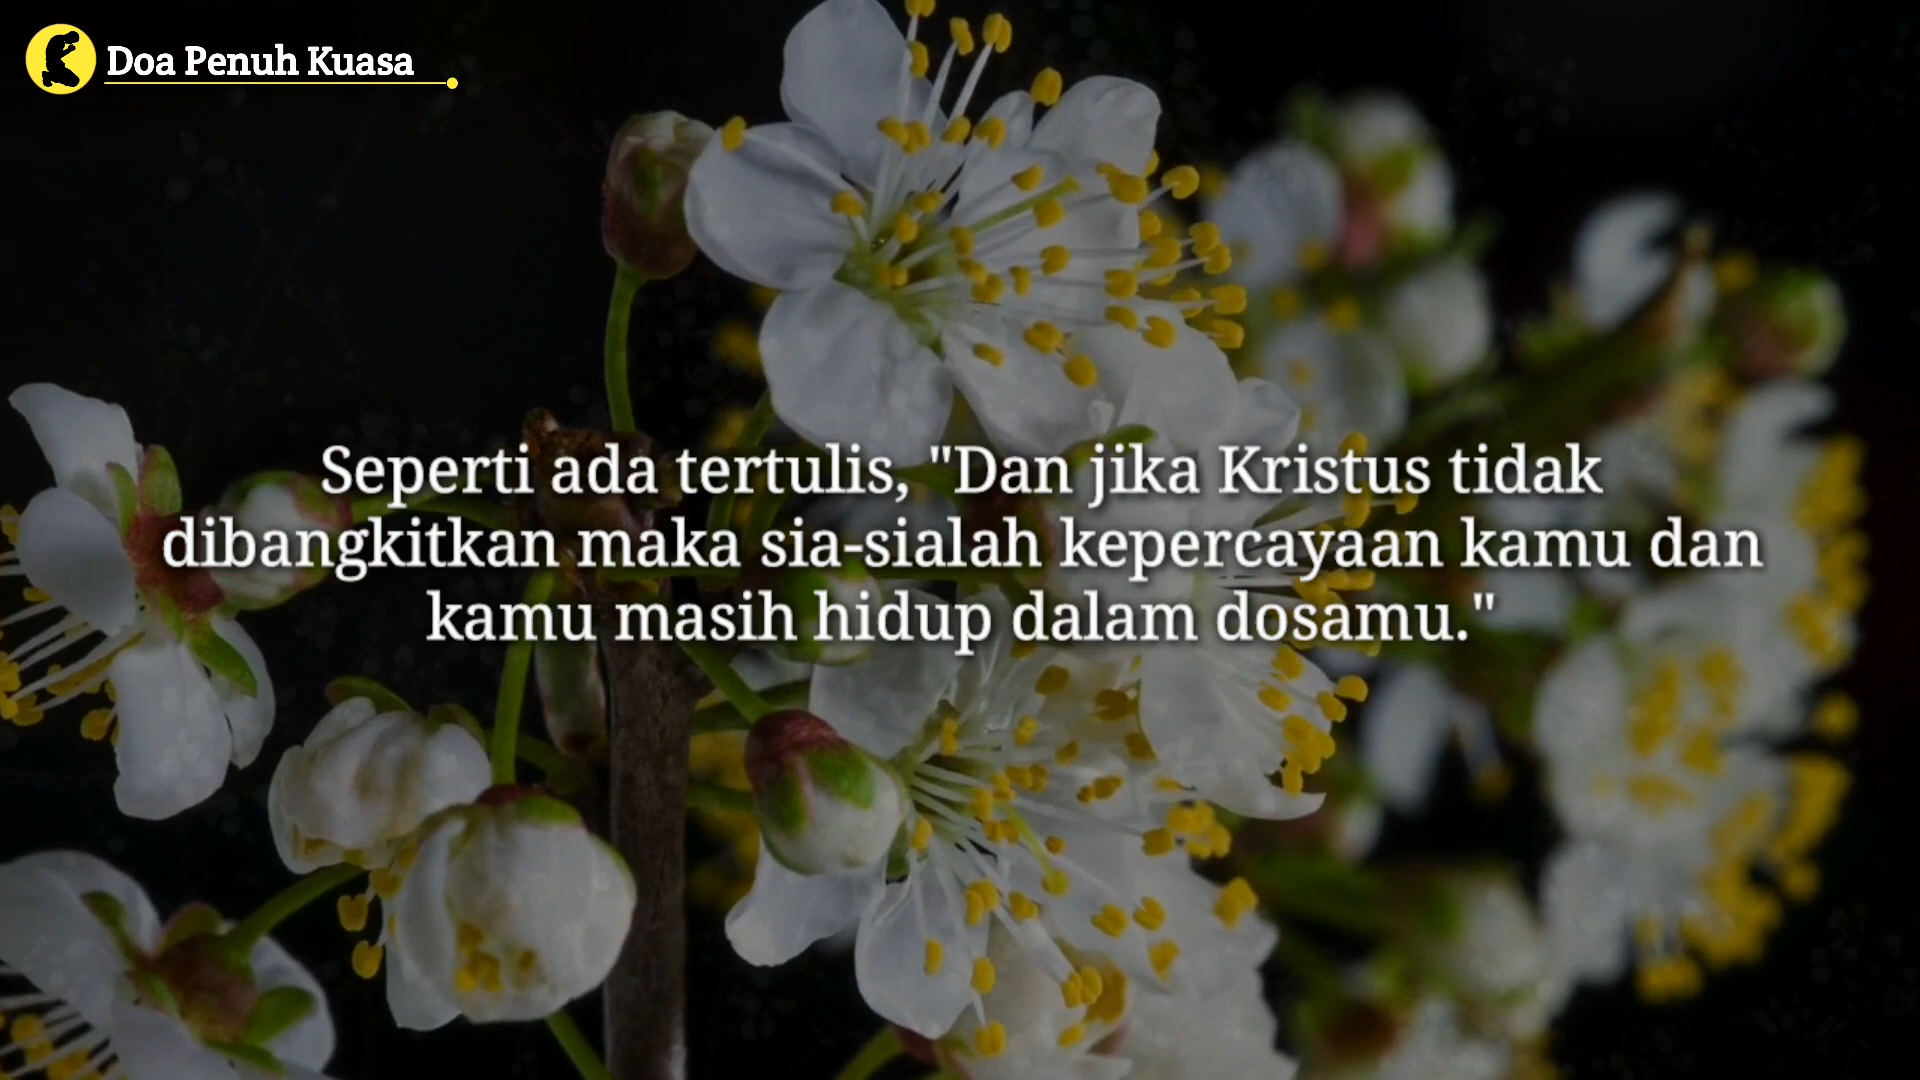 Doa Penuh Kuasa
Seperti ada tertulis, "Dan jika Kristus tidak
dibangkitkan maka sia-sialah kepercayaan kamu dan
kamu masih hidup dalam dosamu."